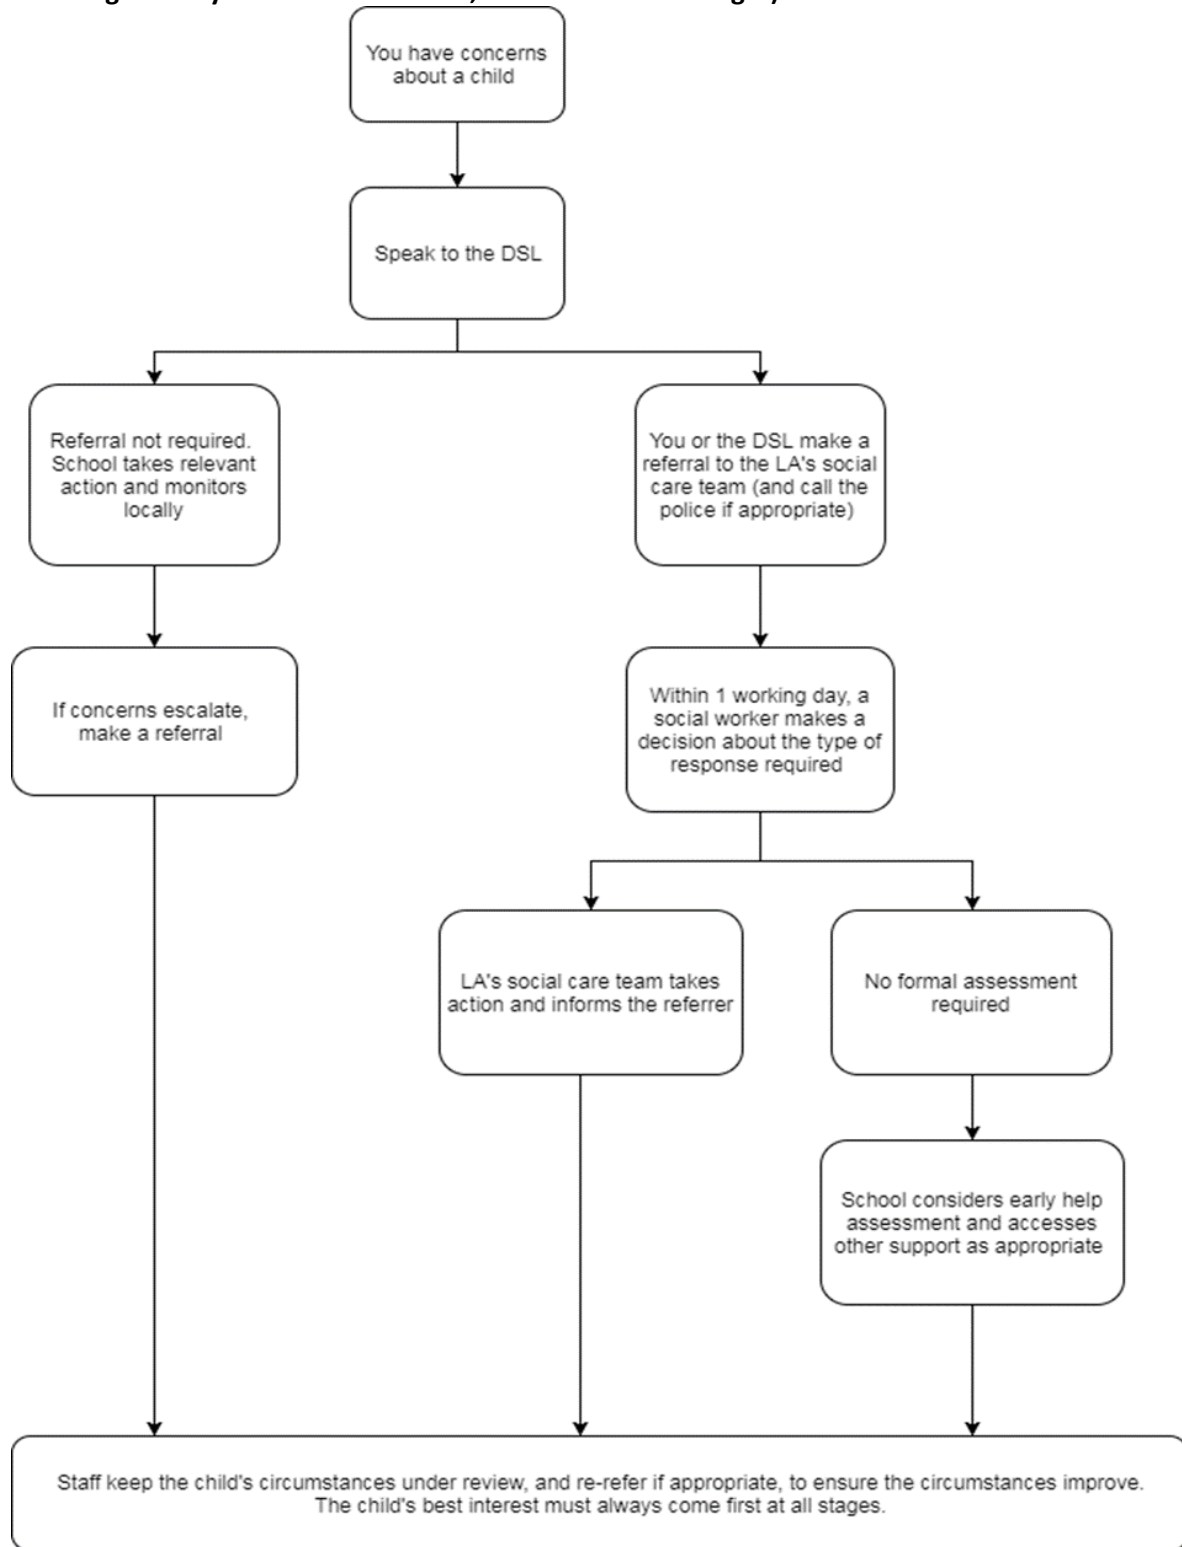 You have concerns
about a child
Speak to the DSL
Referral not required.
School takes relevant
action and monitors
locally
You or the DSL make a
referral to the LA's social
care team (and call the
police if appropriate)
If concerns escalate,
make a referral
Within 1 working day, a
social worker makes a
decision about the type of
response required
LA's social care team takes
action and informs the referrer
No formal assessment
required
School considers early help
assessment and accesses
other support as appropriate
Staff keep the child's circumstances under review, and re-refer if appropriate, to ensure the circumstances improve.
The child's best interest must always come first at all stages.